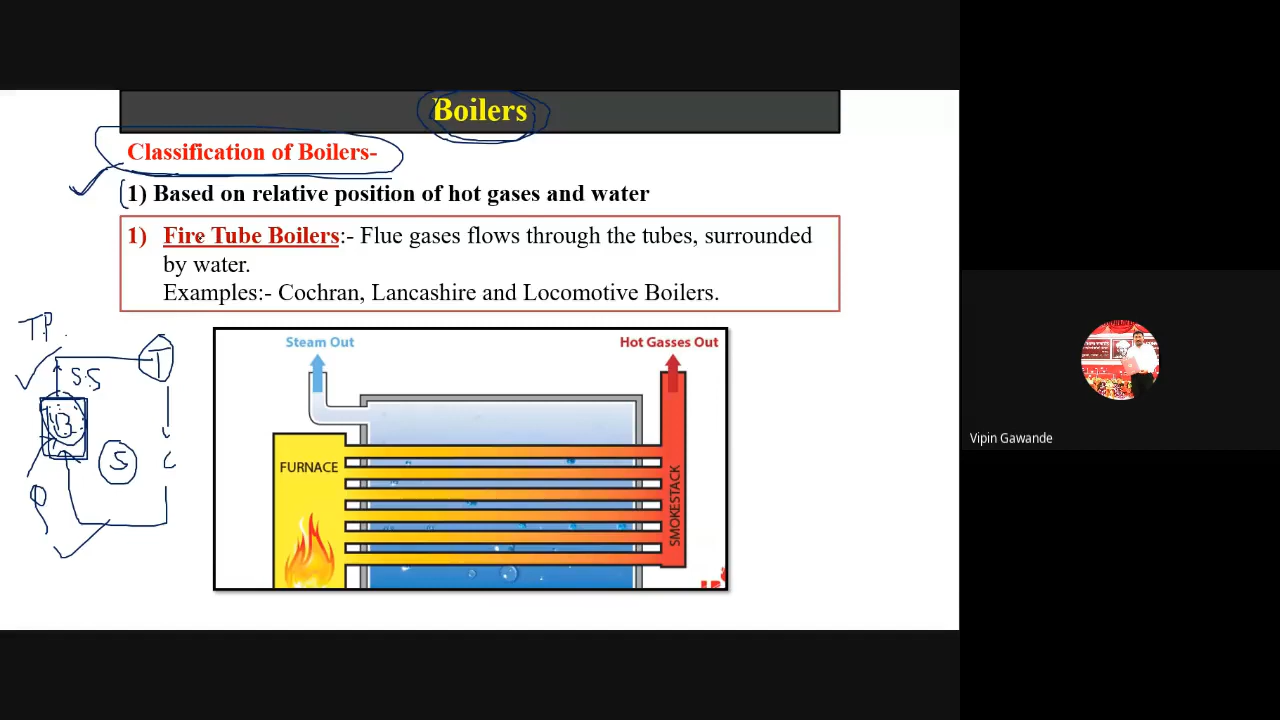 Boilers
Classification of Boilers-
1) Based on relative position of hot gases and water
1) Fire Tube Boilers:- Flue gases flows through the tubes, surrounded
by water.
Examples:- Cochran, Lancashire and Locomotive Boilers.
T.P.
T
S.S
B
S
C
Q
Steam Out
Hot Gasses Out
FURNACE
SMOKESTACK
Vipin Gawande